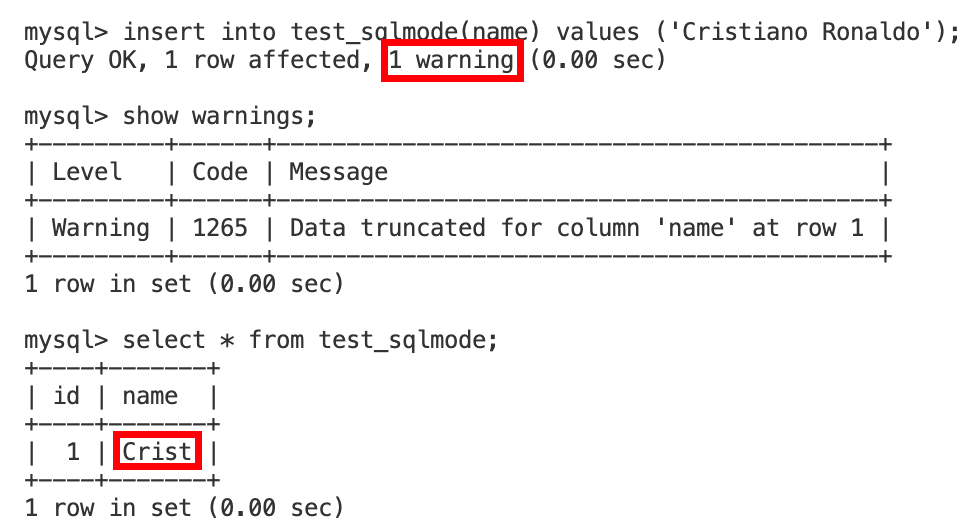 mysql> insert into test_sqlmode(name) values ('Cristiano Ronaldo');
Query OK, 1 row affected, 1 warning (0.00 sec)
mysql> show warnings;
+---------+------+-------------------------------------------+
| Level   | Code | Message                                   |
+---------+------+-------------------------------------------+
| Warning | 1265 | Data truncated for column 'name' at row 1 |
+---------+------+-------------------------------------------+
1 row in set (0.00 sec)
mysql> select * from test_sqlmode;
+----+-------+
| id | name  |
+----+-------+
|  1 | Crist |
+----+-------+
1 row in set (0.00 sec)